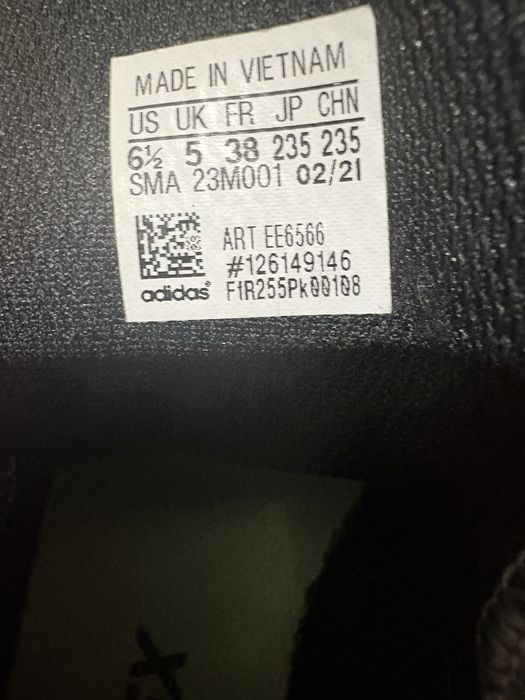 MADE IN VIETNAM
US UK FR JP CHN
6½ 5 38 235 235
SMA 23M001 02/21
ART EE6566
#126149146
adidas F1R255Pk00108